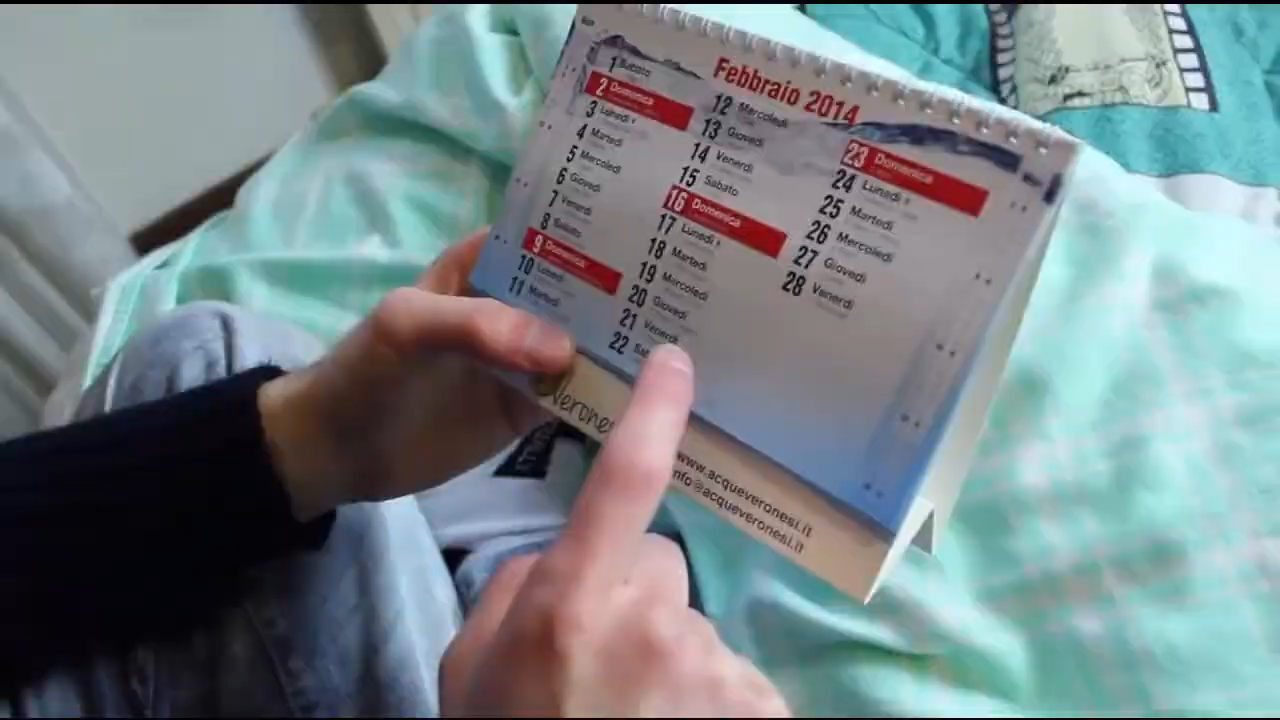 Febbraio 2014
1 Sabato
2 Domenica
3 Lunedì
4 Martedì
5 Mercoledì
6 Giovedì
7 Venerdì
8 Sabato
9 Domenica
10 Lunedì
11 Martedì
12 Mercoledì
13 Giovedì
14 Venerdì
15 Sabato
16 Domenica
17 Lunedì
18 Martedì
19 Mercoledì
20 Giovedì
21 Venerdì
22
23 Domenica
24 Lunedì
25 Martedì
26 Mercoledì
27 Giovedì
28 Venerdì
www.acqueveronesi.it
info@acqueveronesi.it